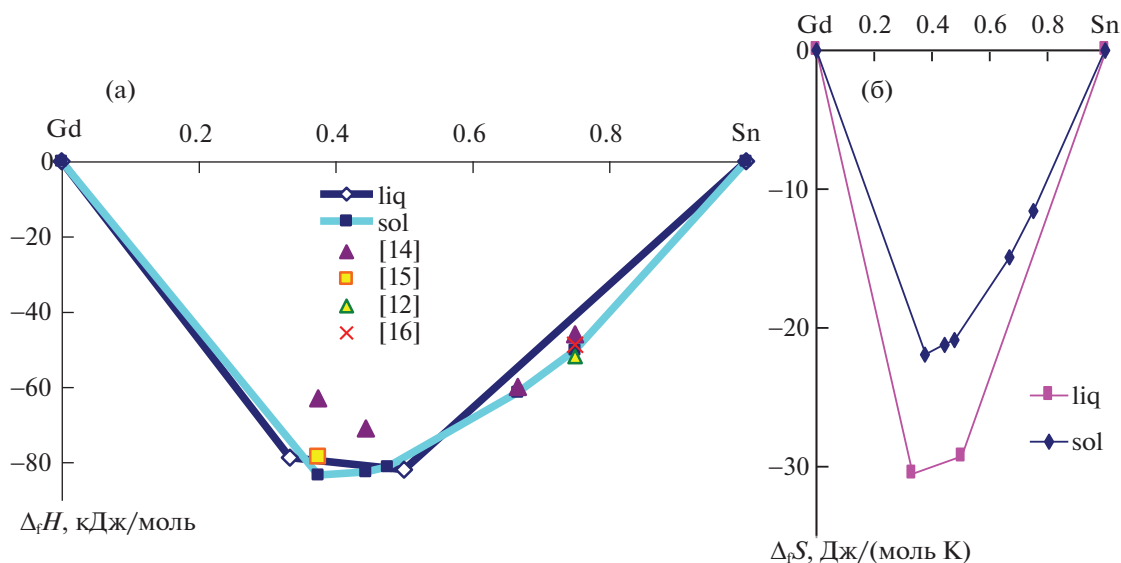 (а)
Gd 0.2 0.4 0.6 0.8 Sn
0
−20
−40
−60
−80
liq
sol
[14]
[15]
[12]
[16]
ΔfH, кДж/моль
Gd 0.2 0.4 0.6 0.8 Sn
0
(б)
−10
−20
−30
liq
sol
ΔfS, Дж/(моль K)